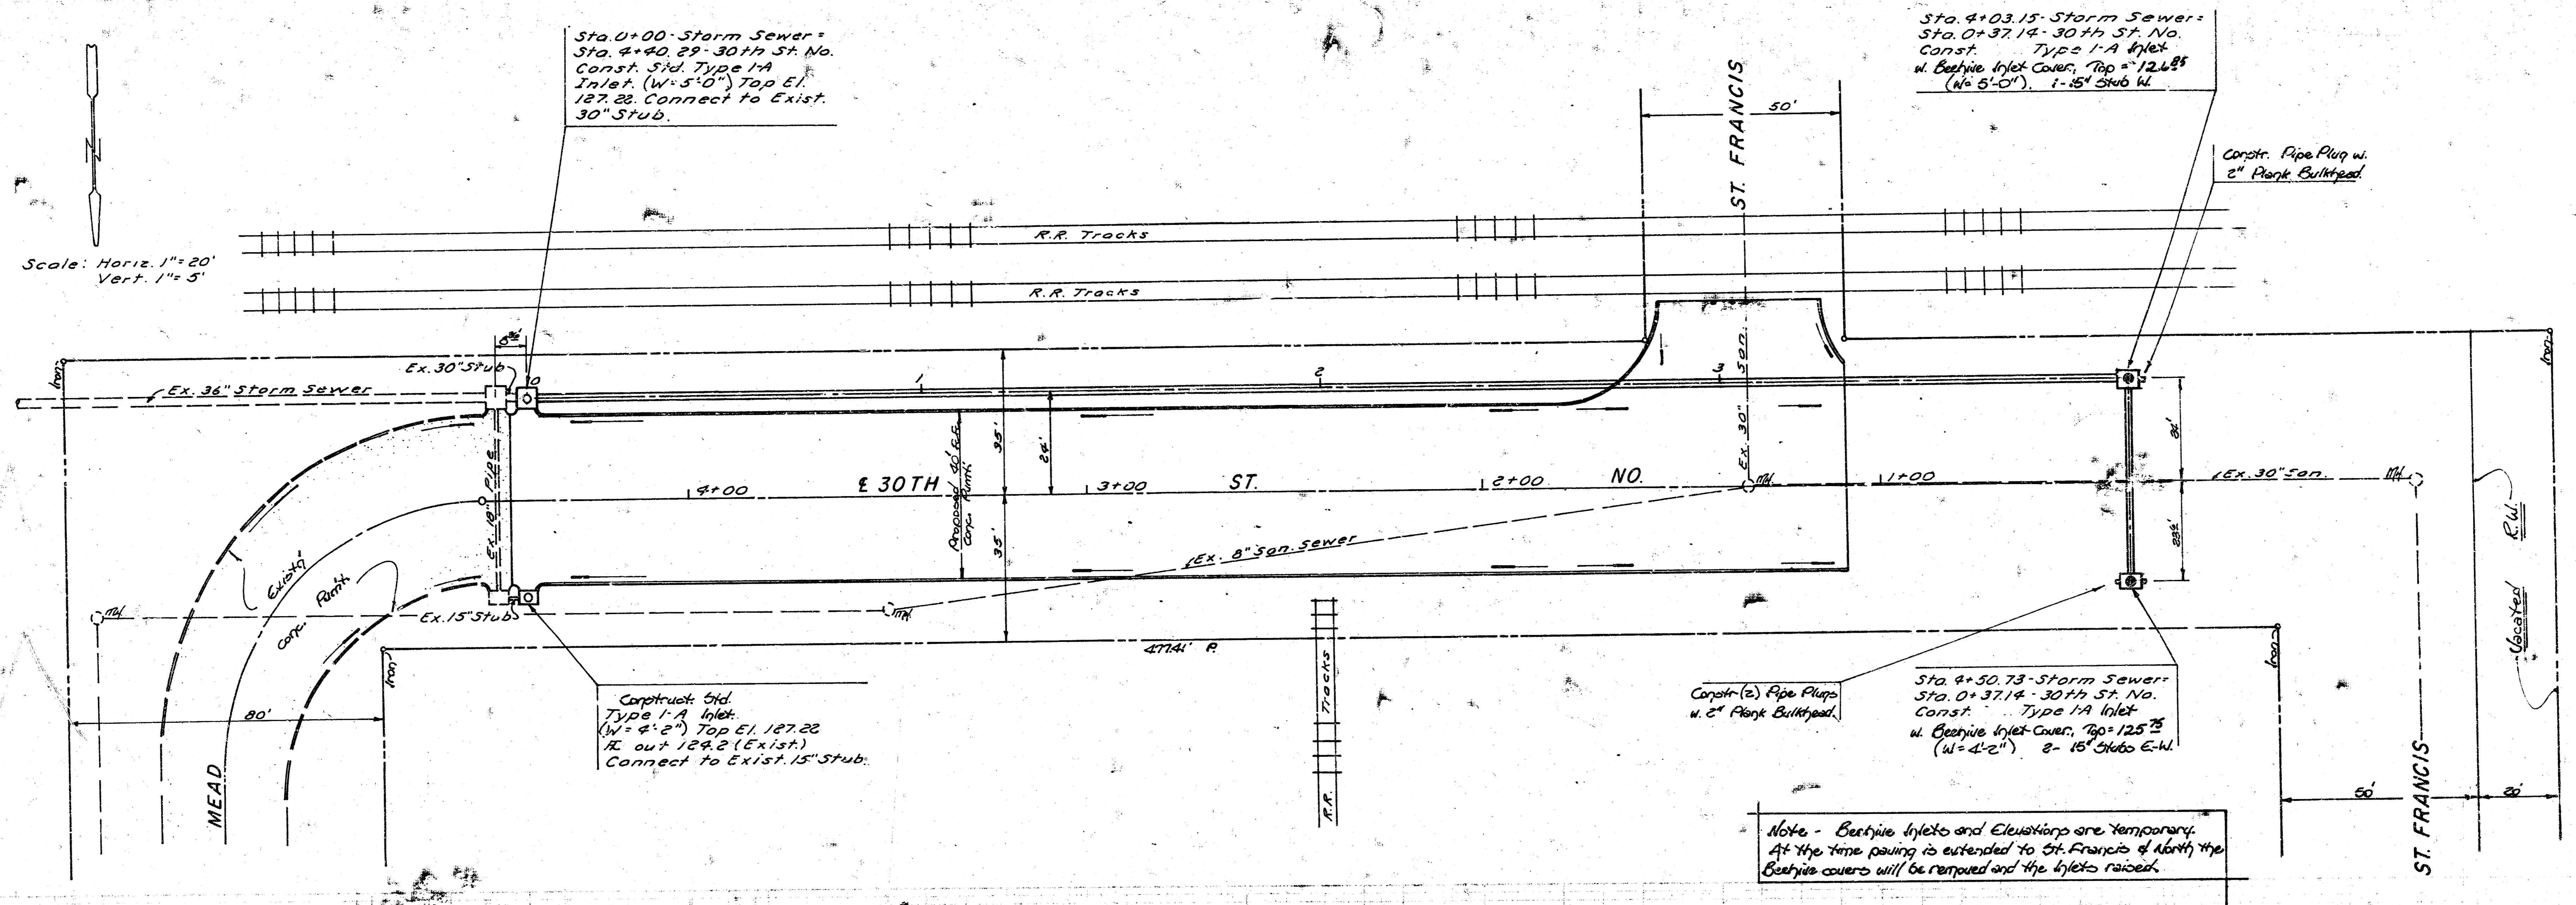 Sta. 0+00 - Storm Sewer =
Sta. 4+40.29 - 30th St. No.
Const. Std. Type 1-A
Inlet. (W=5'-0") Top El.
127.22. Connect to Exist.
30" Stub.
Sta. 4+03.15 - Storm Sewer =
Sta. 0+37.14 - 30th St. No.
Const. Type 1-A Inlet
w. Beehive Inlet Cover, Top = 126.85
(W= 5'-0"). 1-15" Stub W.
Constr. Pipe Plug w.
2" Plank Bulkhead.
N
Scale: Horiz. 1"= 20'
Vert. 1"= 5'
ST. FRANCIS
50'
R.R. Tracks
R.R. Tracks
Iron
Ex. 36" Storm Sewer
Ex. 30" Stub
0
1
2
3
Ex. 30" San.
Iron
Ex. 18" Pipe
Proposed 40' F.F.
Conc. Pvm't
35'
24'
35'
4+00
℄ 30TH
3+00
ST.
2+00
NO.
MH
1+00
24'
Ex. 30" San.
MH
Ex. 8" San. Sewer
Exist'g
Conc.
Pvm't
MH
Ex. 15" Stub
MH
R.W.
Vacated
Iron
477.41' P.
Iron
80'
MEAD
Construct Std.
Type 1-A Inlet.
(W= 4'-2") Top El. 127.22
FL out 124.2 (Exist.)
Connect to Exist. 15" Stub.
R.R. Tracks
Constr (2) Pipe Plugs
w. 2" Plank Bulkhead.
Sta. 4+50.73 - Storm Sewer =
Sta. 0+37.14 - 30th St. No.
Const. Type 1-A Inlet
w. Beehive Inlet Cover, Top = 125.75
(W= 4'-2") 2- 15" Stubs E-W.
50'
20'
ST. FRANCIS
Note - Beehive Inlets and Elevations are temporary.
At the time paving is extended to St. Francis & North the
Beehive covers will be removed and the Inlets raised.